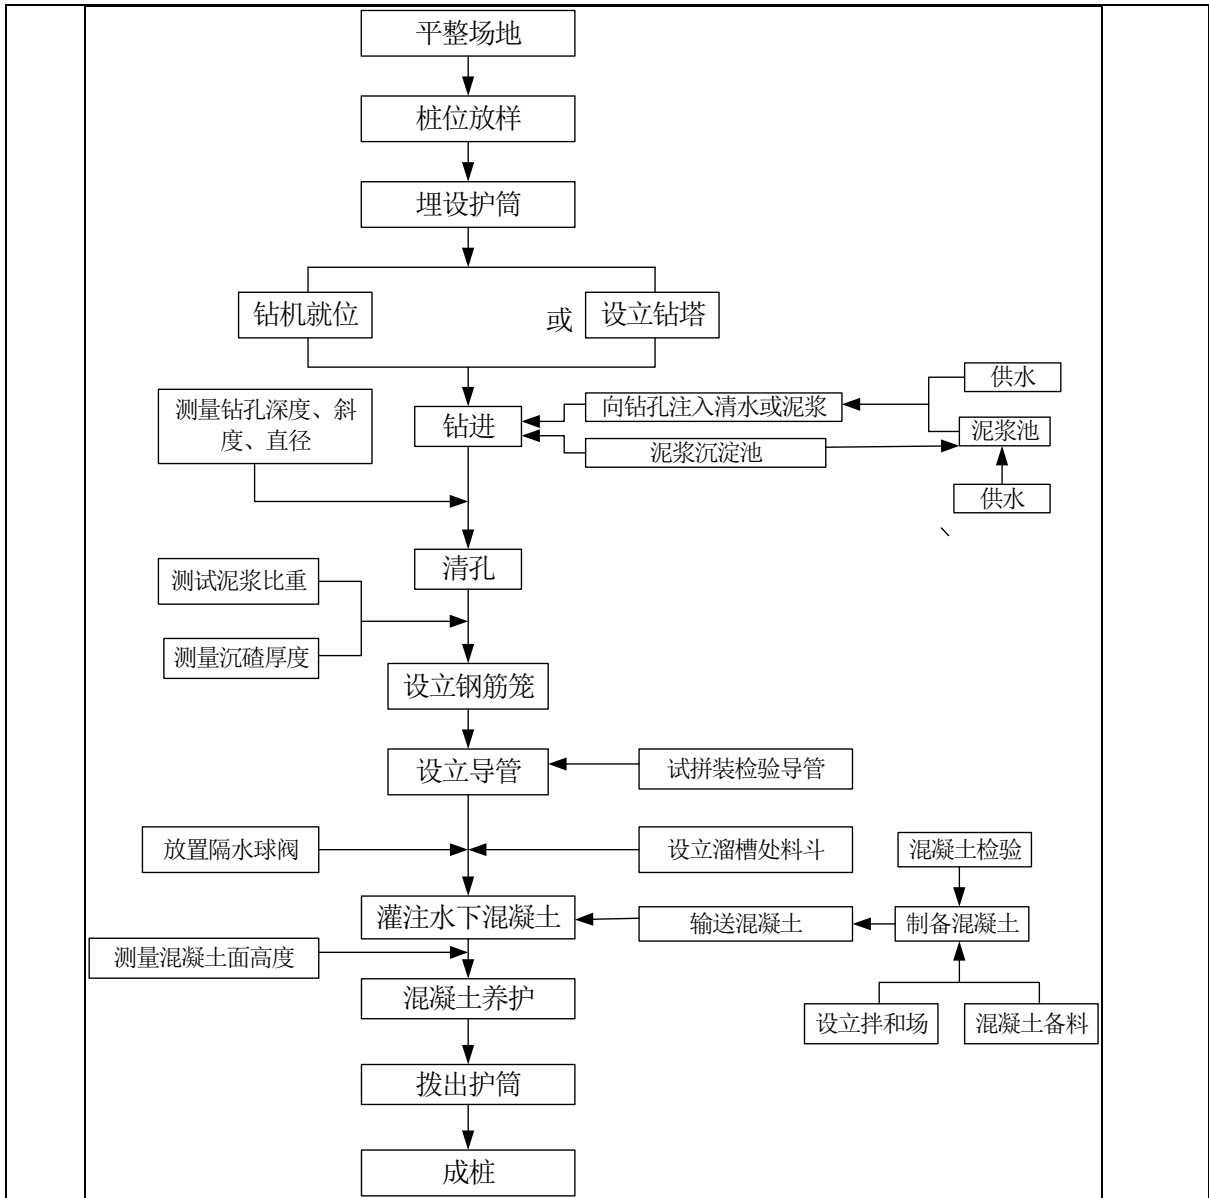 平整场地
桩位放样
埋设护筒
钻机就位
或
设立钻塔
测量钻孔深度、斜
度、直径
钻进
向钻孔注入清水或泥浆
供水
泥浆沉淀池
泥浆池
供水
、
清孔
测试泥浆比重
测量沉碴厚度
设立钢筋笼
设立导管
试拼装检验导管
放置隔水球阀
设立溜槽处料斗
混凝土检验
灌注水下混凝土
输送混凝土
制备混凝土
测量混凝土面高度
混凝土养护
设立拌和场
混凝土备料
拨出护筒
成桩